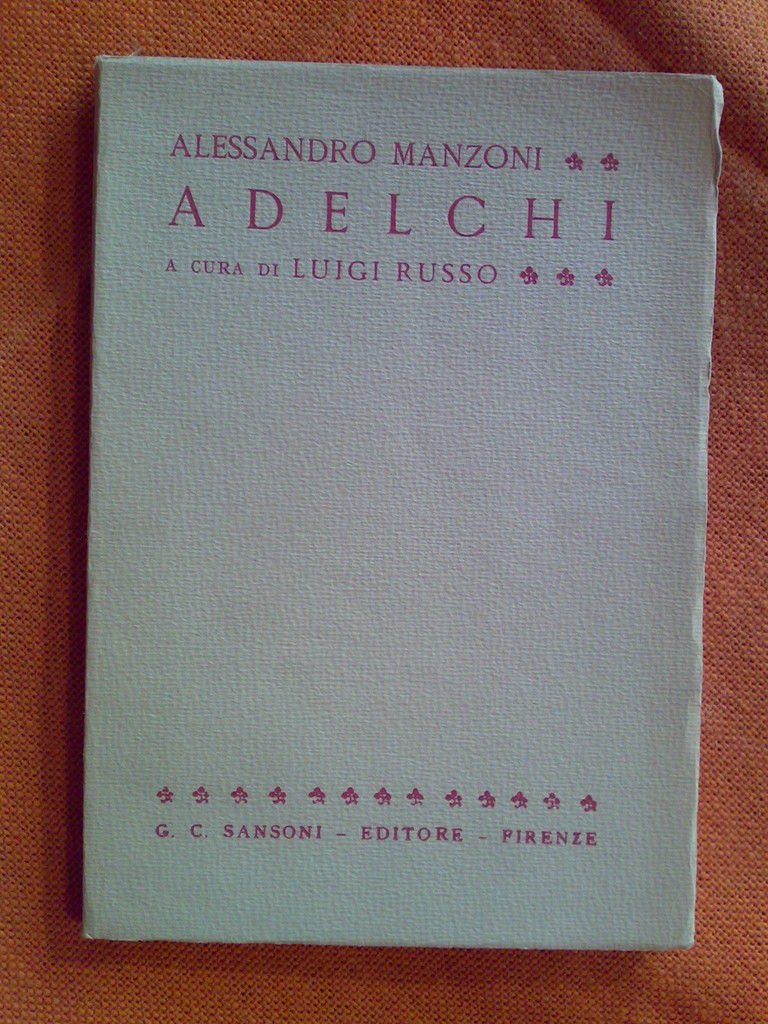 ALESSANDRO MANZONI
ADELCHI
A CURA DI LUIGI RUSSO
G. C. SANSONI – EDITORE – FIRENZE